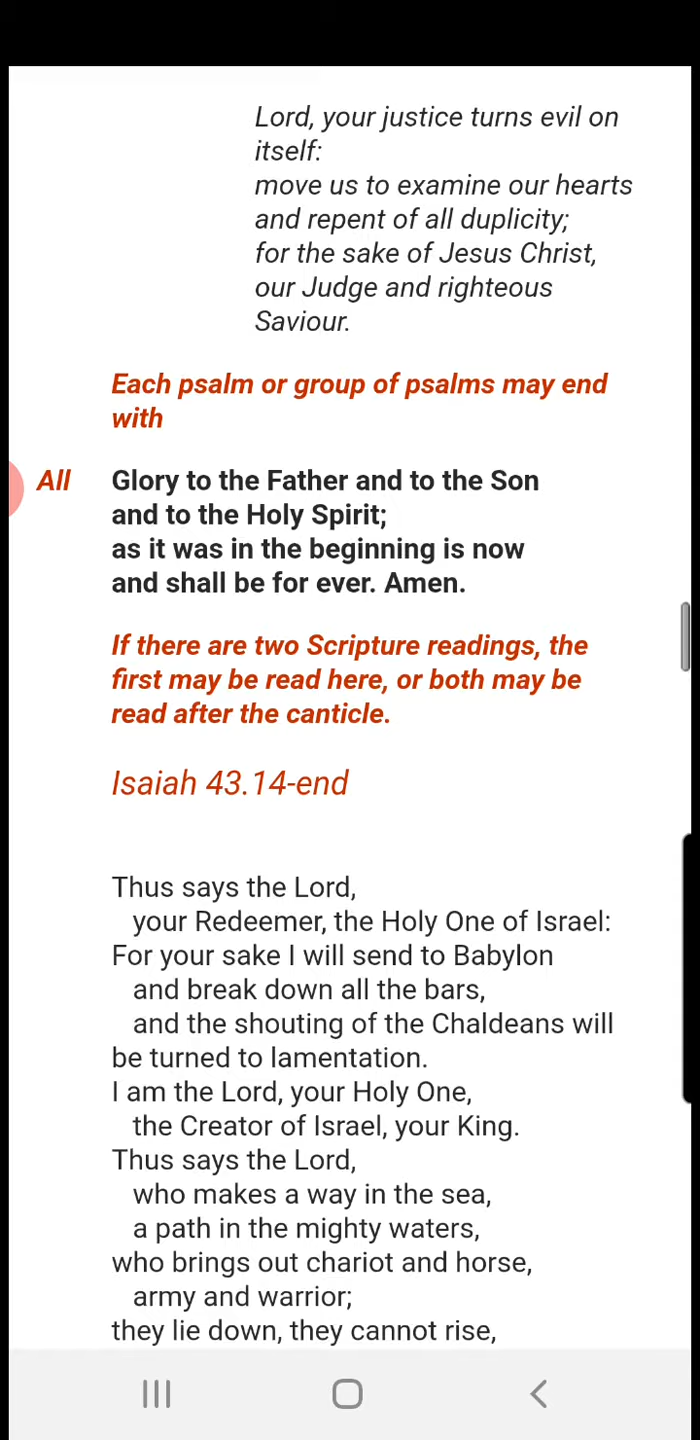 Lord, your justice turns evil on
itself:
move us to examine our hearts
and repent of all duplicity;
for the sake of Jesus Christ,
our Judge and righteous
Saviour.
Each psalm or group of psalms may end
with
All Glory to the Father and to the Son
and to the Holy Spirit;
as it was in the beginning is now
and shall be for ever. Amen.
If there are two Scripture readings, the
first may be read here, or both may be
read after the canticle.
Isaiah 43.14-end
Thus says the Lord,
your Redeemer, the Holy One of Israel:
For your sake I will send to Babylon
and break down all the bars,
and the shouting of the Chaldeans will
be turned to lamentation.
I am the Lord, your Holy One,
the Creator of Israel, your King.
Thus says the Lord,
who makes a way in the sea,
a path in the mighty waters,
who brings out chariot and horse,
army and warrior;
they lie down, they cannot rise,